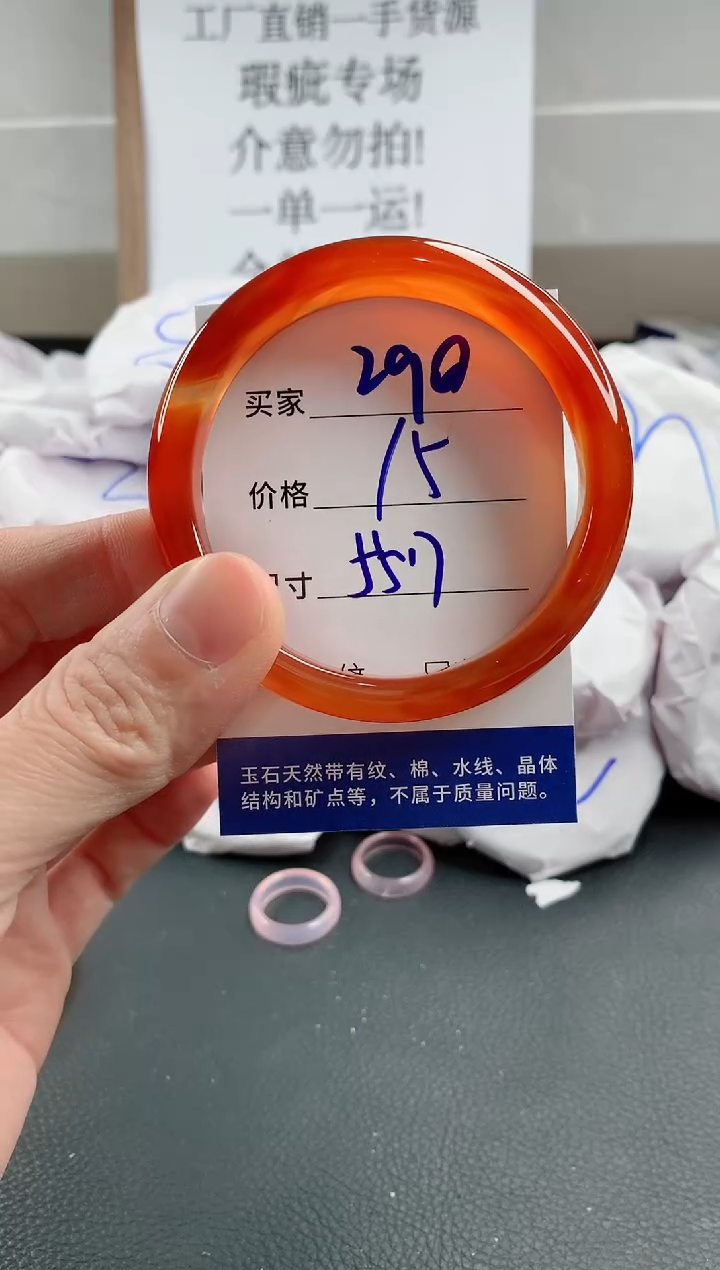 工厂直销一手货源
瑕疵专场
介意勿拍!
一单一运!
买家 290
价格 15
寸 557
玉石天然带有纹、棉、水线、晶体
结构和矿点等，不属于质量问题。